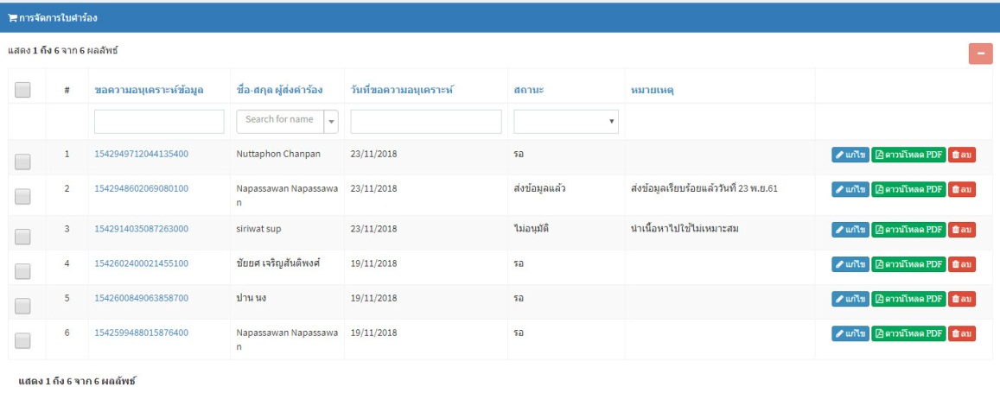 การจัดการใบคำร้อง
แสดง 1 ถึง 6 จาก 6 ผลลัพธ์
# ขอความอนุเคราะห์ข้อมูล ชื่อ-สกุล ผู้ส่งคำร้อง วันที่ขอความอนุเคราะห์ สถานะ หมายเหตุ
Search for name
1 1542949712044135400 Nuttaphon Chanpan 23/11/2018 รอ แก้ไข ดาวน์โหลด PDF ลบ
2 1542948602069080100 Napassawan Napassawa 23/11/2018 ส่งข้อมูลแล้ว ส่งข้อมูลเรียบร้อยแล้ววันที่ 23 พ.ย.61 แก้ไข ดาวน์โหลด PDF ลบ
n
3 1542914035087263000 siriwat sup 23/11/2018 ไม่อนุมัติ นำเนื้อหาไปใช้ไม่เหมาะสม แก้ไข ดาวน์โหลด PDF ลบ
4 1542602400021455100 ชัยยศ เจริญสันติพงศ์ 19/11/2018 รอ แก้ไข ดาวน์โหลด PDF ลบ
5 1542600849063858700 ปาน นง 19/11/2018 รอ แก้ไข ดาวน์โหลด PDF ลบ
6 1542599488015876400 Napassawan Napassawa 19/11/2018 รอ แก้ไข ดาวน์โหลด PDF ลบ
n
แสดง 1 ถึง 6 จาก 6 ผลลัพธ์